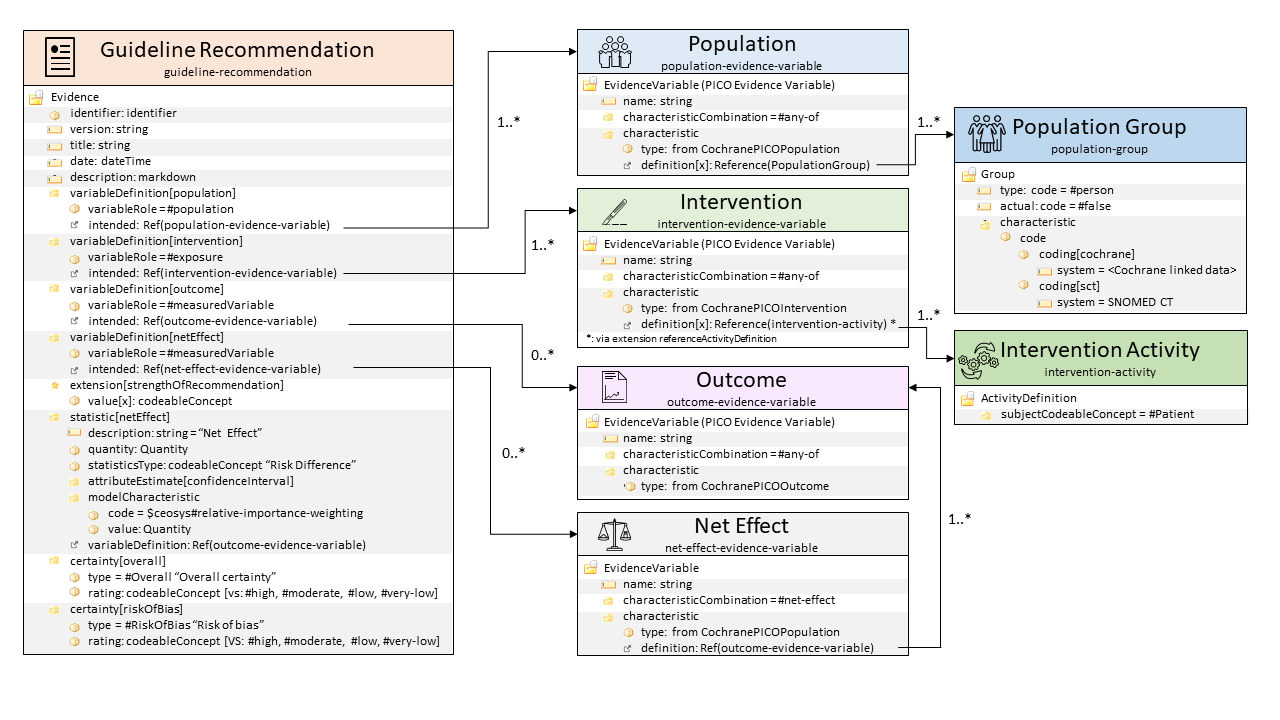 Guideline Recommendation
guideline-recommendation
Evidence
identifier: identifier
version: string
title: string
date: dateTime
description: markdown
variableDefinition[population]
variableRole =#population
intended: Ref(population-evidence-variable)
variableDefinition[intervention]
variableRole =#exposure
intended: Ref(intervention-evidence-variable)
variableDefinition[outcome]
variableRole =#measuredVariable
intended: Ref(outcome-evidence-variable)
variableDefinition[netEffect]
variableRole =#measuredVariable
intended: Ref(net-effect-evidence-variable)
extension[strengthOfRecommendation]
value[x]: codeableConcept
statistic[netEffect]
description: string = “Net Effect”
quantity: Quantity
statisticsType: codeableConcept “Risk Difference”
attributeEstimate[confidenceInterval]
modelCharacteristic
code = $ceosys#relative-importance-weighting
value: Quantity
variableDefinition: Ref(outcome-evidence-variable)
certainty[overall]
type = #Overall “Overall certainty”
rating: codeableConcept [vs: #high, #moderate, #low, #very-low]
certainty[riskOfBias]
type = #RiskOfBias “Risk of bias”
rating: codeableConcept [VS: #high, #moderate, #low, #very-low]
1..*
1..*
0..*
0..*
Population
population-evidence-variable
EvidenceVariable (PICO Evidence Variable)
name: string
characteristicCombination =#any-of
characteristic
type: from CochranePICOPopulation
definition[x]: Reference(PopulationGroup)
Intervention
intervention-evidence-variable
EvidenceVariable (PICO Evidence Variable)
name: string
characteristicCombination =#any-of
characteristic
type: from CochranePICOIntervention
definition[x]: Reference(intervention-activity) *
*: via extension referenceActivityDefinition
Outcome
outcome-evidence-variable
EvidenceVariable (PICO Evidence Variable)
name: string
characteristicCombination =#any-of
characteristic
type: from CochranePICOOutcome
Net Effect
net-effect-evidence-variable
EvidenceVariable
name: string
characteristicCombination =#net-effect
characteristic
type: from CochranePICOPopulation
definition: Ref(outcome-evidence-variable)
1..*
1..*
1..*
Population Group
population-group
Group
type: code = #person
actual: code = #false
characteristic
code
coding[cochrane]
system = <Cochrane linked data>
coding[sct]
system = SNOMED CT
Intervention Activity
intervention-activity
ActivityDefinition
subjectCodeableConcept = #Patient